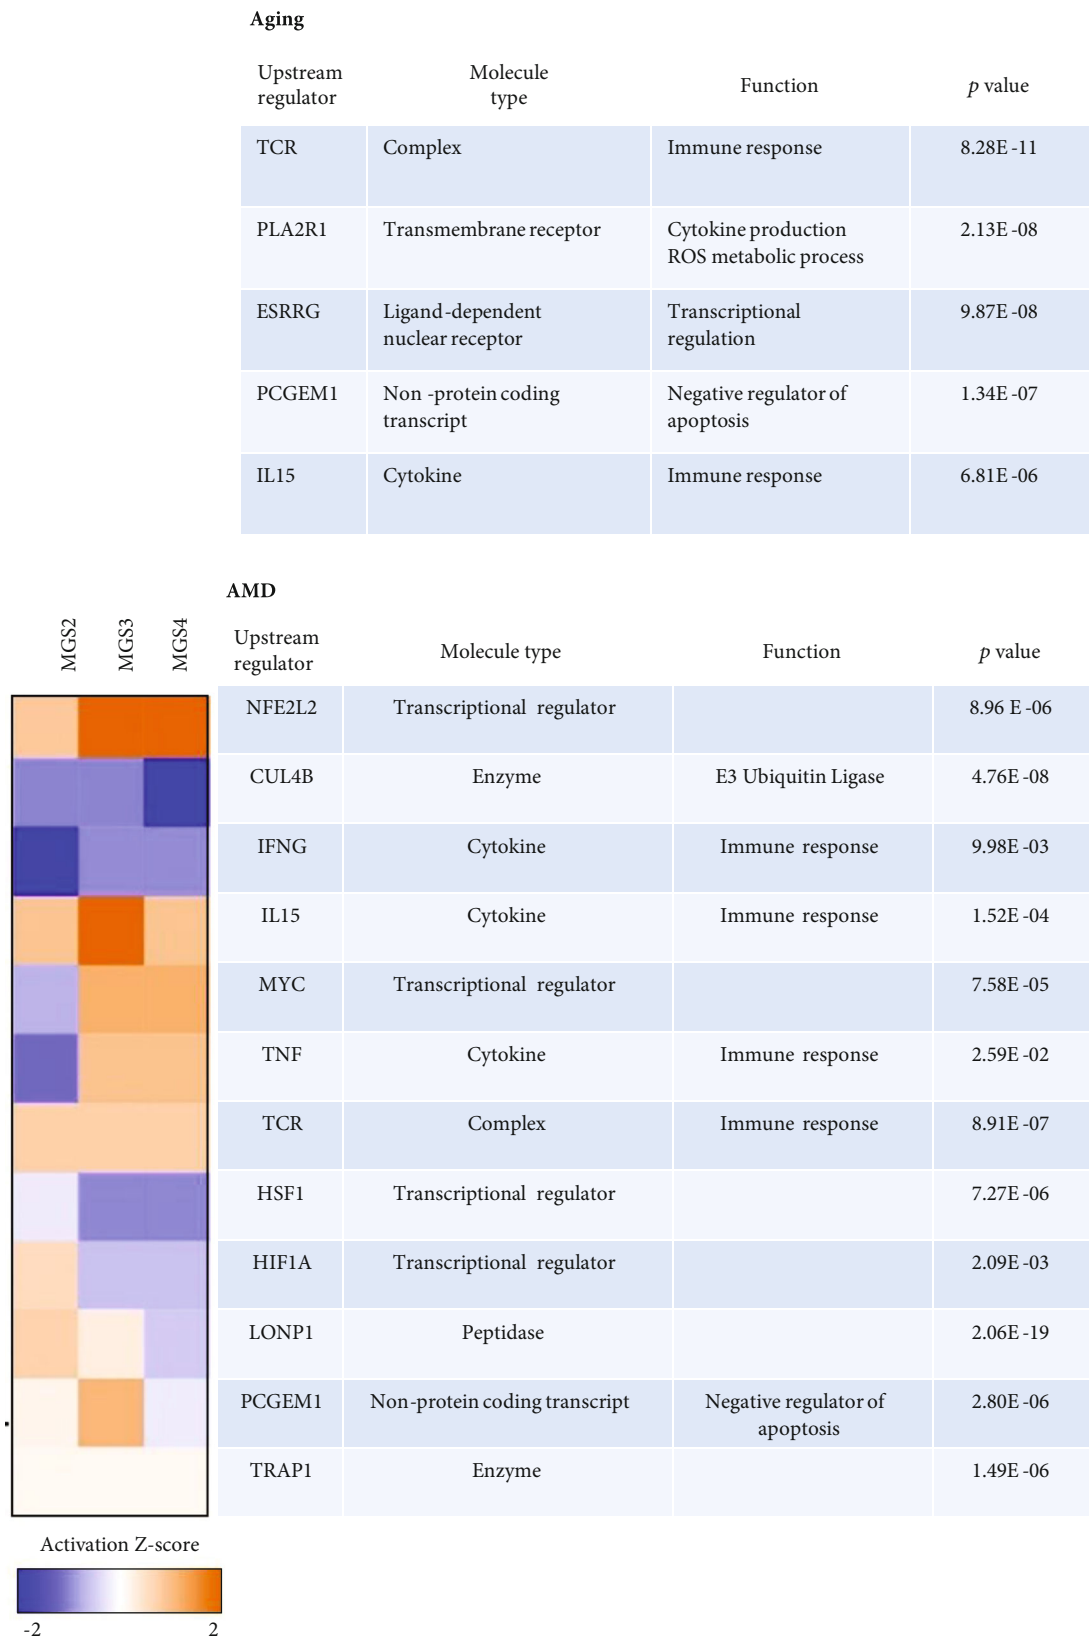 Aging
Upstream regulator Molecule type Function p value
TCR Complex Immune response 8.28E -11
PLA2R1 Transmembrane receptor Cytokine production 2.13E -08
ROS metabolic process
ESRRG Ligand-dependent Transcriptional 9.87E -08
nuclear receptor regulation
PCGEM1 Non -protein coding Negative regulator of 1.34E -07
transcript apoptosis
IL15 Cytokine Immune response 6.81E -06
AMD
MGS2 MGS3 MGS4
Upstream regulator Molecule type Function p value
NFE2L2 Transcriptional regulator 8.96 E -06
CUL4B Enzyme E3 Ubiquitin Ligase 4.76E -08
IFNG Cytokine Immune response 9.98E -03
IL15 Cytokine Immune response 1.52E -04
MYC Transcriptional regulator 7.58E -05
TNF Cytokine Immune response 2.59E -02
TCR Complex Immune response 8.91E -07
HSF1 Transcriptional regulator 7.27E -06
HIF1A Transcriptional regulator 2.09E -03
LONP1 Peptidase 2.06E -19
PCGEM1 Non-protein coding transcript Negative regulator of 2.80E -06
apoptosis
TRAP1 Enzyme 1.49E -06
Activation Z-score
-2 2